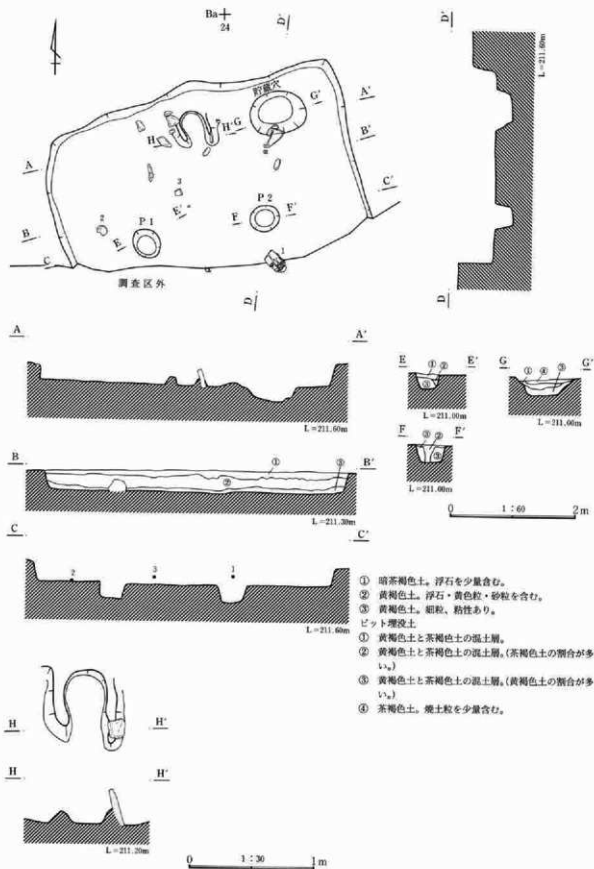 Ba
24
D'
D'
L=211.60m
貯蔵穴
G'
A'
H' G
H
B'
A
3
C'
E'
2
P1
P2
F
F'
B
E
1
C
調査区外
D
D
A
A'
L=211.60m
E
①
②
E'
③
L=211.00m
G
①
④
③
G'
L=211.00m
F
③
②
F'
③
L=211.00m
B
①
③
B'
②
L=211.30m
0
1:60
2m
C
C'
2
3
1
① 暗茶褐色土。浮石を少量含む。
② 黄褐色土。浮石・黄色粒・砂粒を含む。
③ 黄褐色土。細粒、粘性あり。
ピット埋没土
① 黄褐色土と茶褐色土の混土層。
② 黄褐色土と茶褐色土の混土層。(茶褐色土の割合が多
い。)
③ 黄褐色土と茶褐色土の混土層。(黄褐色土の割合が多
い。)
④ 茶褐色土。焼土粒を少量含む。
H
H'
H
H'
L=211.20m
0
1:30
1m